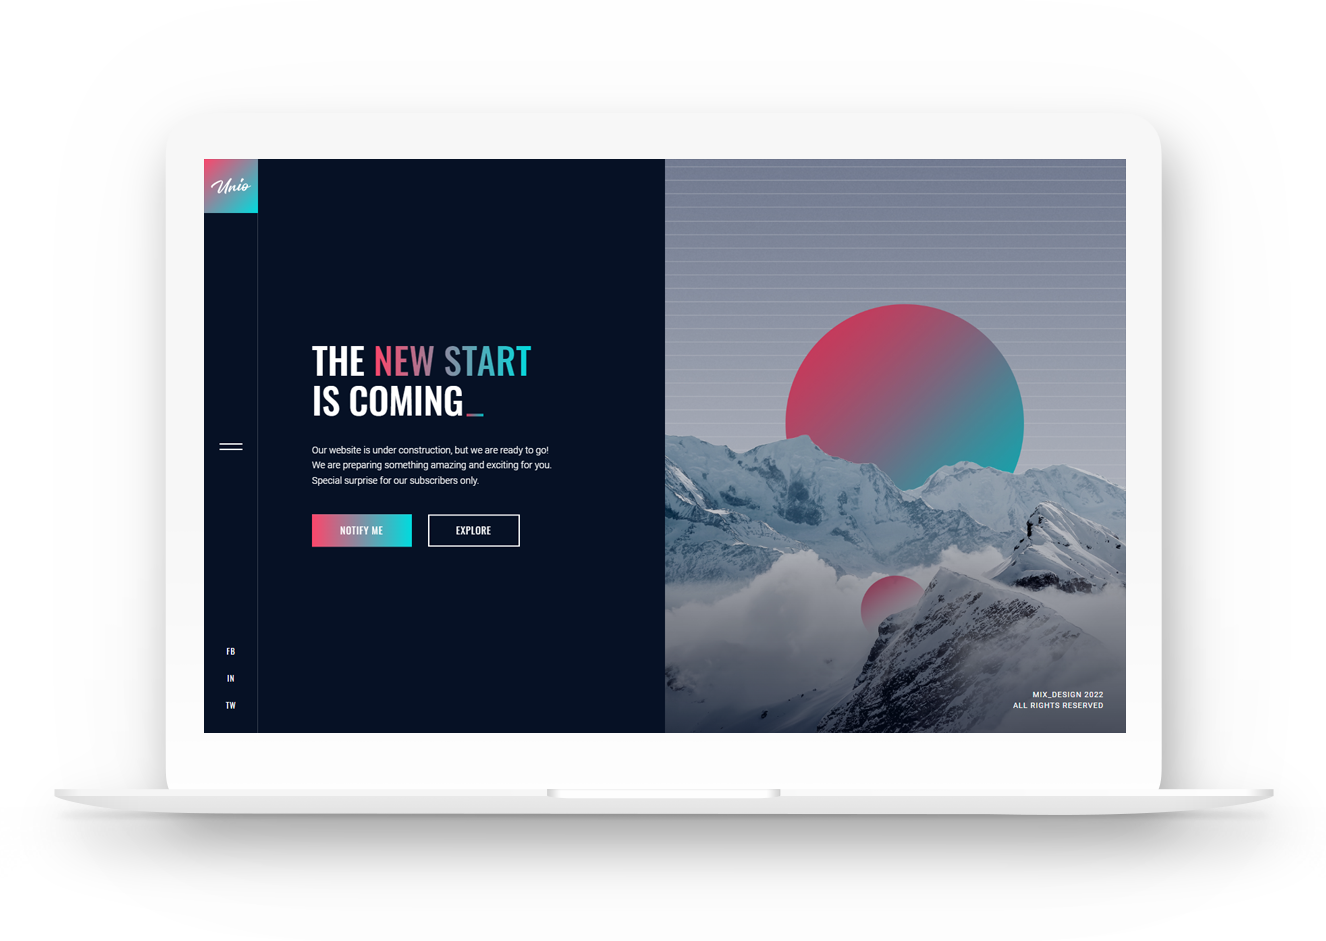 Unio
THE NEW START
IS COMING_
Our website is under construction, but we are ready to go!
We are preparing something amazing and exciting for you.
Special surprise for our subscribers only.
NOTIFY ME
EXPLORE
FB
IN
TW
MIX_DESIGN 2022
ALL RIGHTS RESERVED